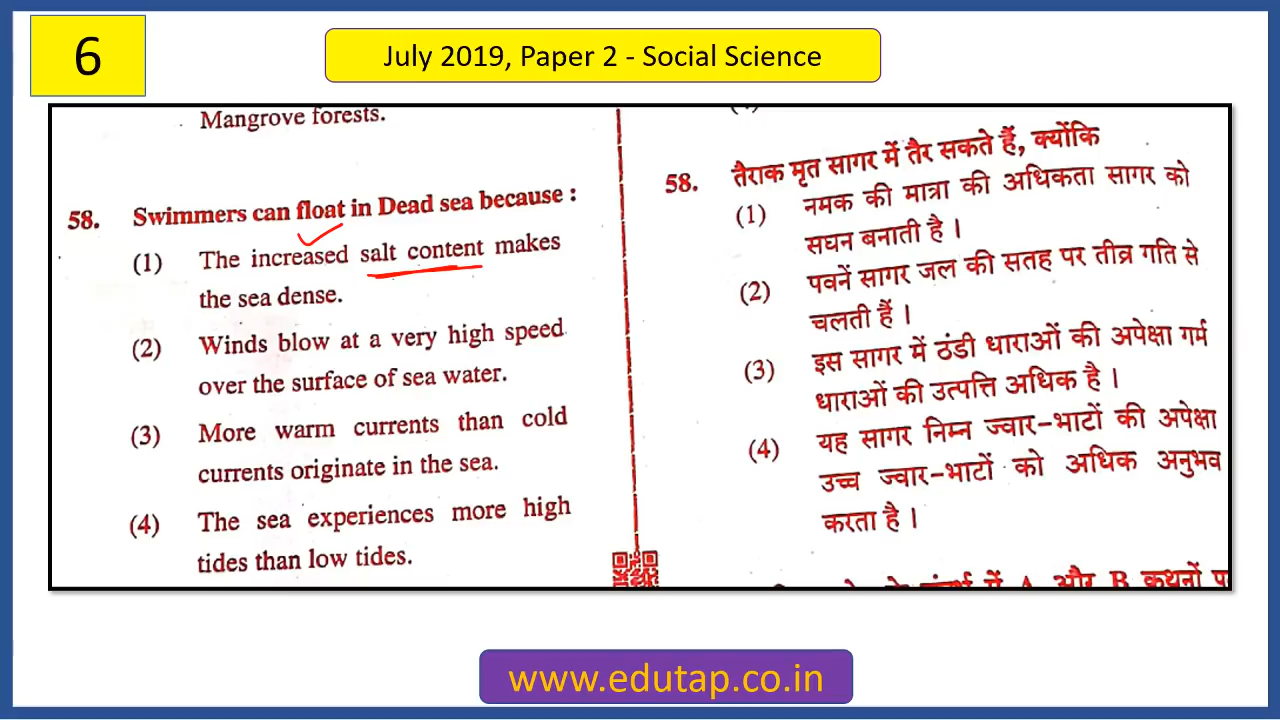 6
July 2019, Paper 2 - Social Science
Mangrove forests.
58. Swimmers can float in Dead sea because :
(1) The increased salt content makes
the sea dense.
(2) Winds blow at a very high speed
over the surface of sea water.
(3) More warm currents than cold
currents originate in the sea.
(4) The sea experiences more high
tides than low tides.
58. तैराक मृत सागर में तैर सकते हैं, क्योंकि
(1) नमक की मात्रा की अधिकता सागर को
सघन बनाती है ।
(2) पवनें सागर जल की सतह पर तीव्र गति से
चलती हैं ।
(3) इस सागर में ठंडी धाराओं की अपेक्षा गर्म
धाराओं की उत्पत्ति अधिक है ।
(4) यह सागर निम्न ज्वार-भाटों की अपेक्षा
उच्च ज्वार-भाटों को अधिक अनुभव
करता है ।
में A और B कथनों
www.edutap.co.in